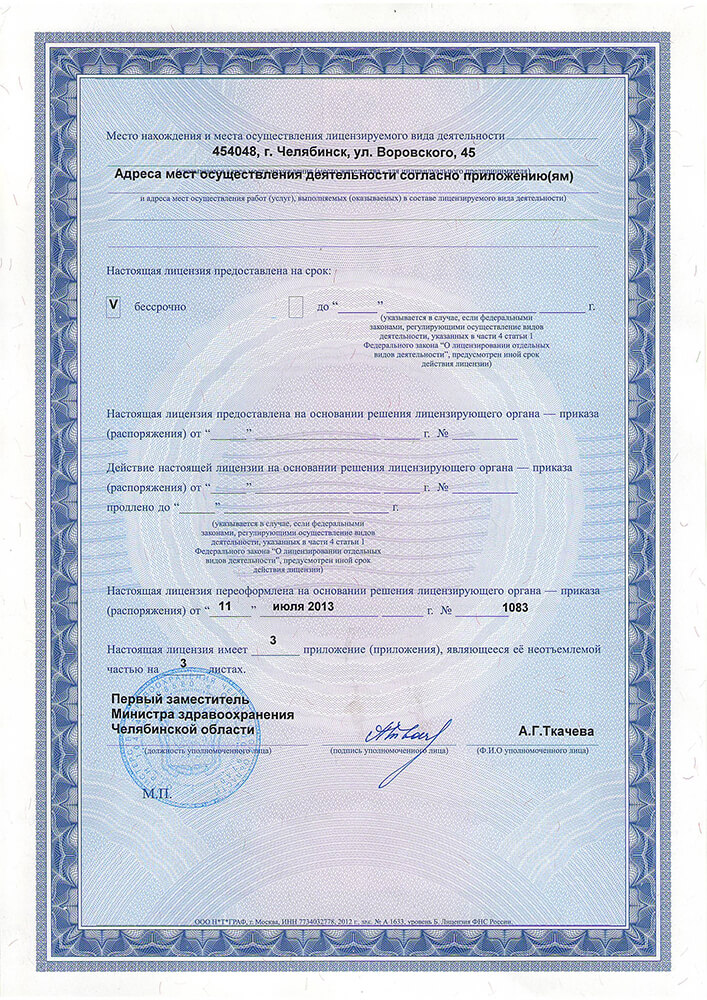 Место нахождения и места осуществления лицензируемого вида деятельности
454048, г. Челябинск, ул. Воровского, 45
Адреса мест осуществления деятельности согласно приложению(ям)
и адреса мест осуществления работ (услуг), выполняемых (оказываемых) в составе лицензируемого вида деятельности)
Настоящая лицензия предоставлена на срок:
V бессрочно до “ ” г.
(указывается в случае, если федеральными
законами, регулирующими осуществление видов
деятельности, указанных в части 4 статьи 1
Федерального закона “О лицензировании отдельных
видов деятельности”, предусмотрен иной срок
действия лицензии)
Настоящая лицензия предоставлена на основании решения лицензирующего органа — приказа
(распоряжения) от “ ” г. №
Действие настоящей лицензии на основании решения лицензирующего органа — приказа
(распоряжения) от “ ” г. №
продлено до “ ” г.
(указывается в случае, если федеральными
законами, регулирующими осуществление видов
деятельности, указанных в части 4 статьи 1
Федерального закона “О лицензировании отдельных
видов деятельности”, предусмотрен иной срок
действия лицензии)
Настоящая лицензия переоформлена на основании решения лицензирующего органа — приказа
(распоряжения) от “ 11 ” июля 2013 г. № 1083
Настоящая лицензия имеет 3 приложение (приложения), являющееся её неотъемлемой
частью на 3 листах.
Первый заместитель
Министра здравоохранения
Челябинской области А.Г.Ткачева
(должность уполномоченного лица) (подпись уполномоченного лица) (Ф.И.О уполномоченного лица)
М.П.
ООО Н*Т*ГРАФ, г. Москва, ИНН 7734032778, 2012 г., зак. № А 1633, уровень Б. Лицензия ФНС России.